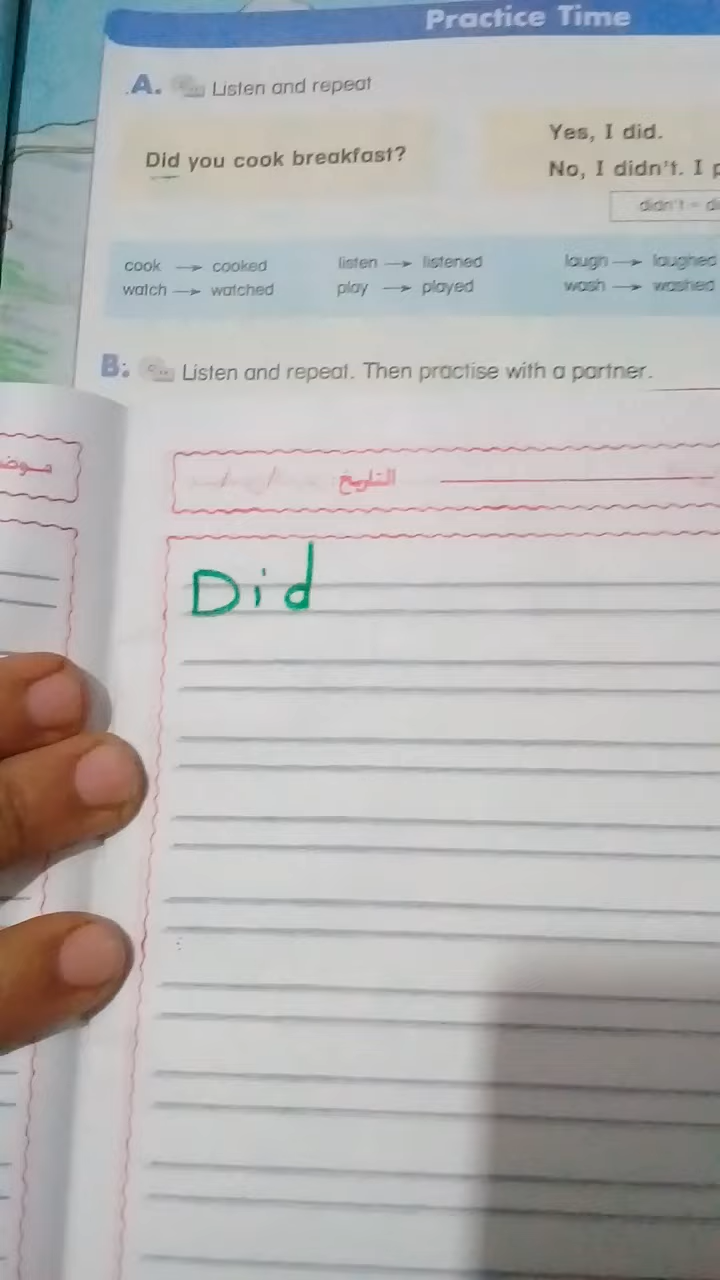 Practice Time
A. Listen and repeat
Did you cook breakfast?
Yes, I did.
No, I didn't. I
didn't =
cook → cooked listen → listened laugh → laughed
watch → watched play → played wash → washed
B. Listen and repeat. Then practise with a partner.
التاريخ
Did